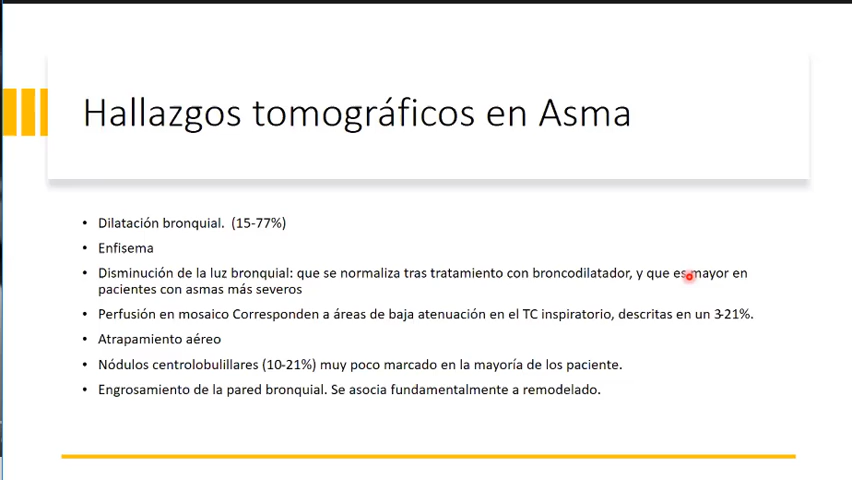 Hallazgos tomográficos en Asma
• Dilatación bronquial. (15-77%)
• Enfisema
• Disminución de la luz bronquial: que se normaliza tras tratamiento con broncodilatador, y que es mayor en
pacientes con asmas más severos
• Perfusión en mosaico Corresponden a áreas de baja atenuación en el TC inspiratorio, descritas en un 3-21%.
• Atrapamiento aéreo
• Nódulos centrolobulillares (10-21%) muy poco marcado en la mayoría de los paciente.
• Engrosamiento de la pared bronquial. Se asocia fundamentalmente a remodelado.